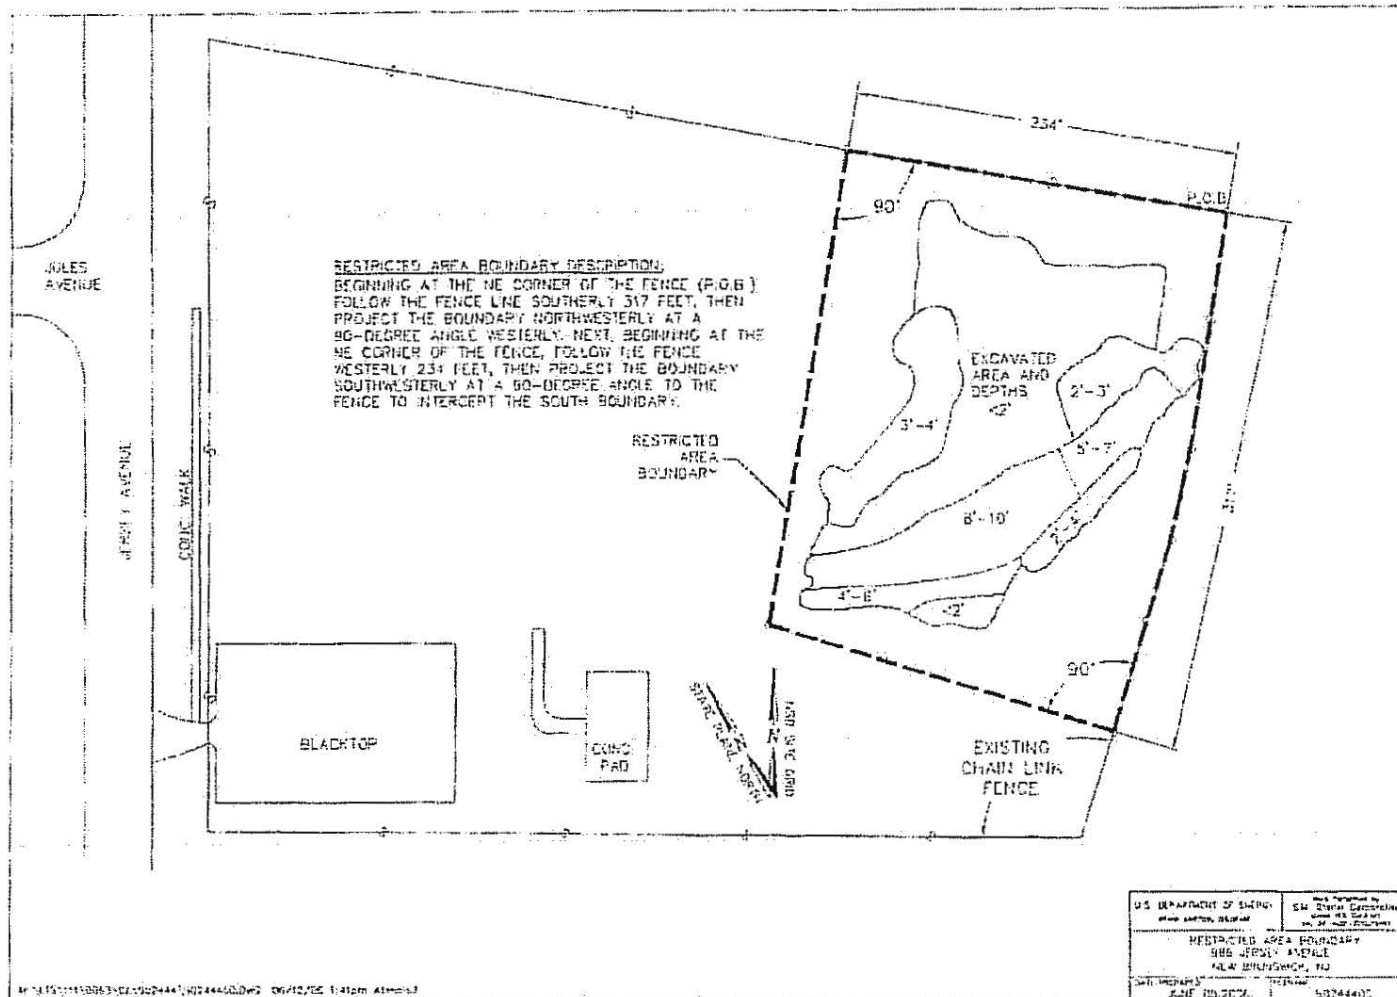 234'
P.O.B
90°
JULES
AVENUE
RESTRICTED AREA BOUNDARY DESCRIPTION:
BEGINNING AT THE NE CORNER OF THE FENCE (P.O.B.)
FOLLOW THE FENCE LINE SOUTHERLY 317 FEET, THEN
PROJECT THE BOUNDARY NORTHWESTERLY AT A
90-DEGREE ANGLE WESTERLY. NEXT, BEGINNING AT THE
NE CORNER OF THE FENCE, FOLLOW THE FENCE
WESTERLY 234 FEET, THEN PROJECT THE BOUNDARY
SOUTHWESTERLY AT A 90-DEGREE ANGLE TO THE
FENCE TO INTERCEPT THE SOUTH BOUNDARY.
EXCAVATED
AREA AND
DEPTHS
<2'
2'-3'
3'-4'
5'-7'
RESTRICTED
AREA
BOUNDARY
8'-10'
JERSEY AVENUE
CONC WALK
<2'
90°
BLACKTOP
CONC.
PAD
STATE PLANE NORTH
SITE GRID
EXISTING
CHAIN LINK
FENCE
U.S. DEPARTMENT OF ENERGY
RESTRICTED AREA BOUNDARY
986 JERSEY AVENUE
NEW BRUNSWICK, NJ